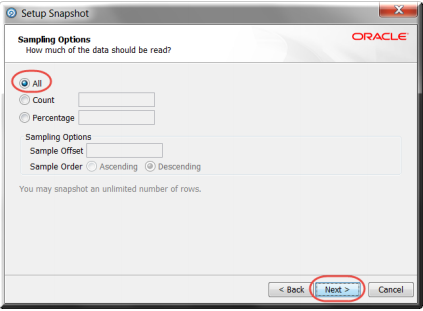 Setup Snapshot
Sampling Options
How much of the data should be read?
ORACLE
All
Count
Percentage
Sampling Options
Sample Offset
Sample Order Ascending Descending
You may snapshot an unlimited number of rows.
< Back Next > Cancel